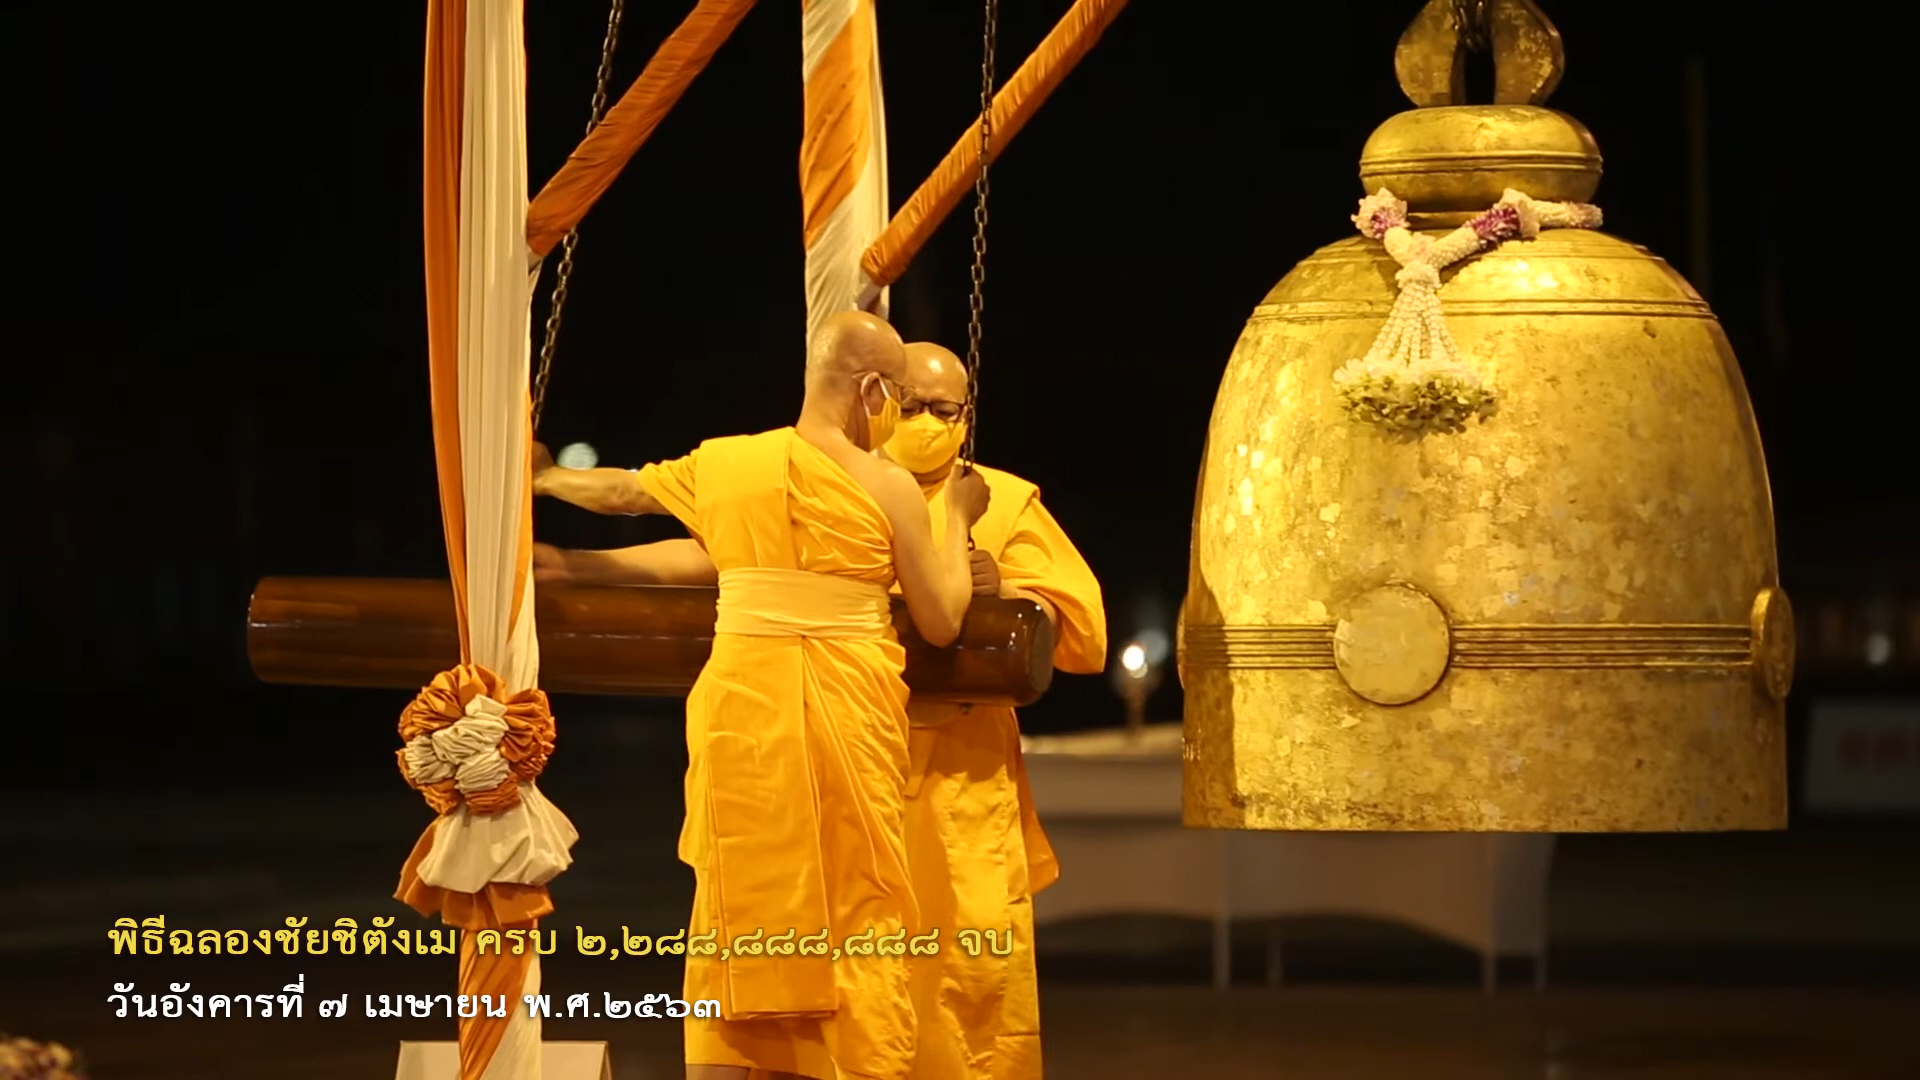 พิธีฉลองชัยชิตังเม ครบ ๒,๒๘๘,๘๘๘,๘๘๘ จบ
วันอังคารที่ ๗ เมษายน พ.ศ.๒๕๖๓